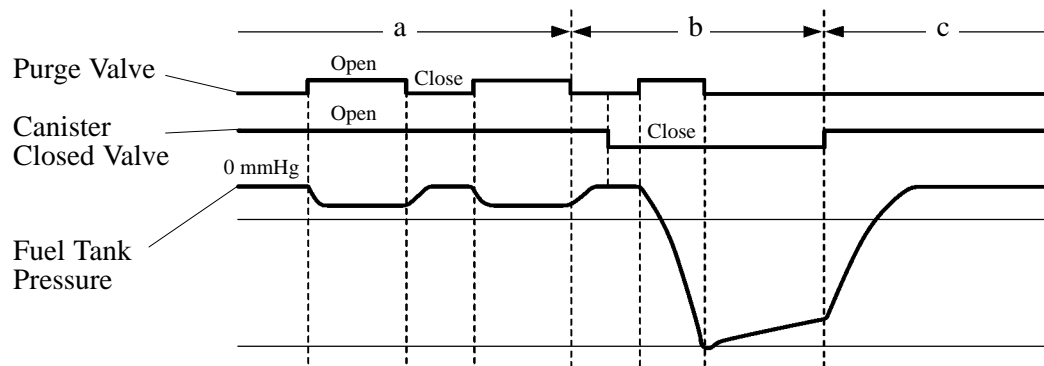 a b c
Purge Valve
Open
Close
Canister
Closed Valve
Open
Close
0 mmHg
Fuel Tank
Pressure